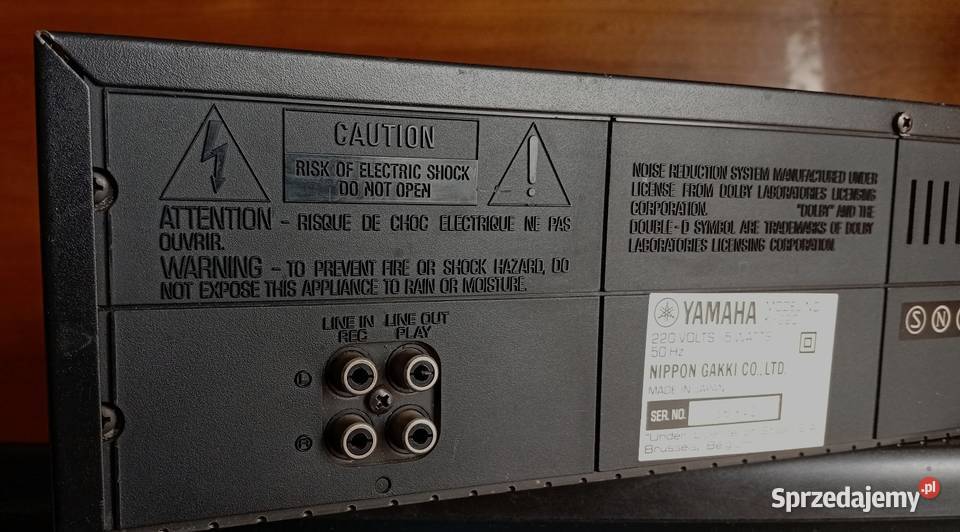 CAUTION
RISK OF ELECTRIC SHOCK
DO NOT OPEN
ATTENTION - RISQUE DE CHOC ELECTRIQUE NE PAS
OUVRIR.
WARNING - TO PREVENT FIRE OR SHOCK HAZARD, DO
NOT EXPOSE THIS APPLIANCE TO RAIN OR MOISTURE.
NOISE REDUCTION SYSTEM MANUFACTURED UNDER
LICENSE FROM DOLBY LABORATORIES LICENSING
CORPORATION. "DOLBY" AND THE
DOUBLE-D SYMBOL ARE TRADEMARKS OF DOLBY
LABORATORIES LICENSING CORPORATION.
LINE IN LINE OUT
REC PLAY
L
R
YAMAHA
220 VOLTS WATTS
50 Hz
NIPPON GAKKI CO., LTD.
MADE IN JAPAN
SER. NO.
"Under
Brussels,
S N
Sprzedajemy.pl